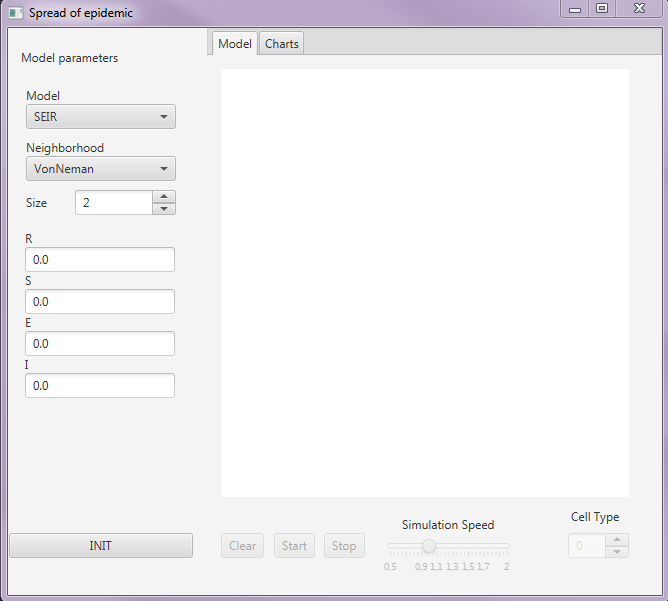 Spread of epidemic
Model parameters
Model Charts
Model
SEIR
Neighborhood
VonNeman
Size 2
R
0.0
S
0.0
E
0.0
I
0.0
INIT
Clear Start Stop
Simulation Speed
0,5 0,9 1,1 1,3 1,5 1,7 2
Cell Type
0